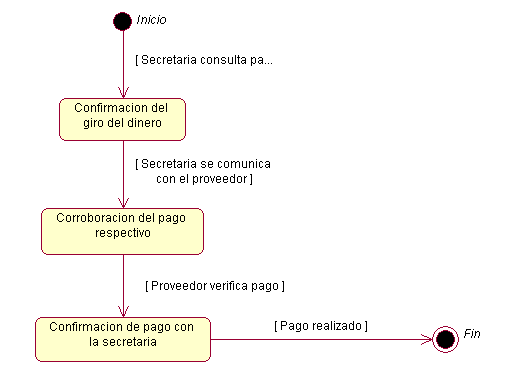 Inicio
[ Secretaria consulta pa...
Confirmacion del
giro del dinero
[ Secretaria se comunica
con el proveedor ]
Corroboracion del pago
respectivo
[ Proveedor verifica pago ]
Confirmacion de pago con
la secretaria
[ Pago realizado ]
Fin